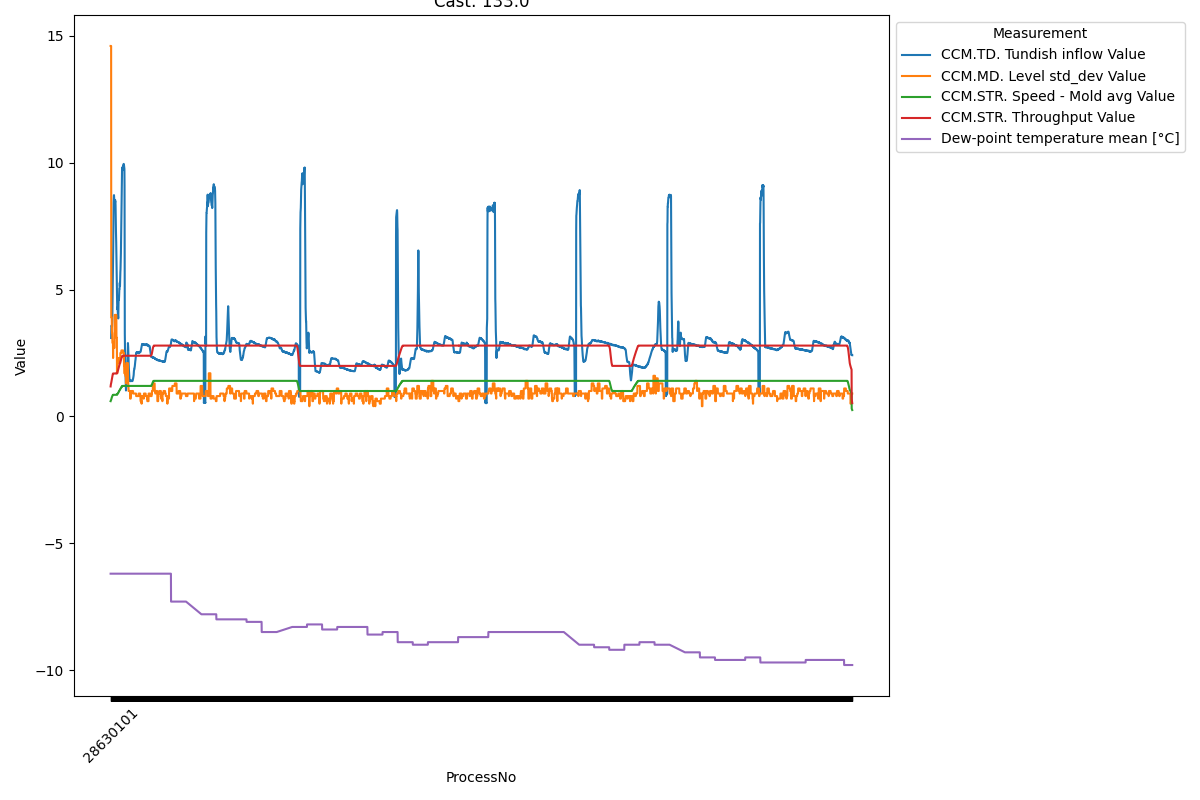 Cast: 133.0
Measurement
CCM.TD. Tundish inflow Value
CCM.MD. Level std_dev Value
CCM.STR. Speed - Mold avg Value
CCM.STR. Throughput Value
Dew-point temperature mean [°C]
15
10
5
0
−5
−10
Value
28630101
ProcessNo